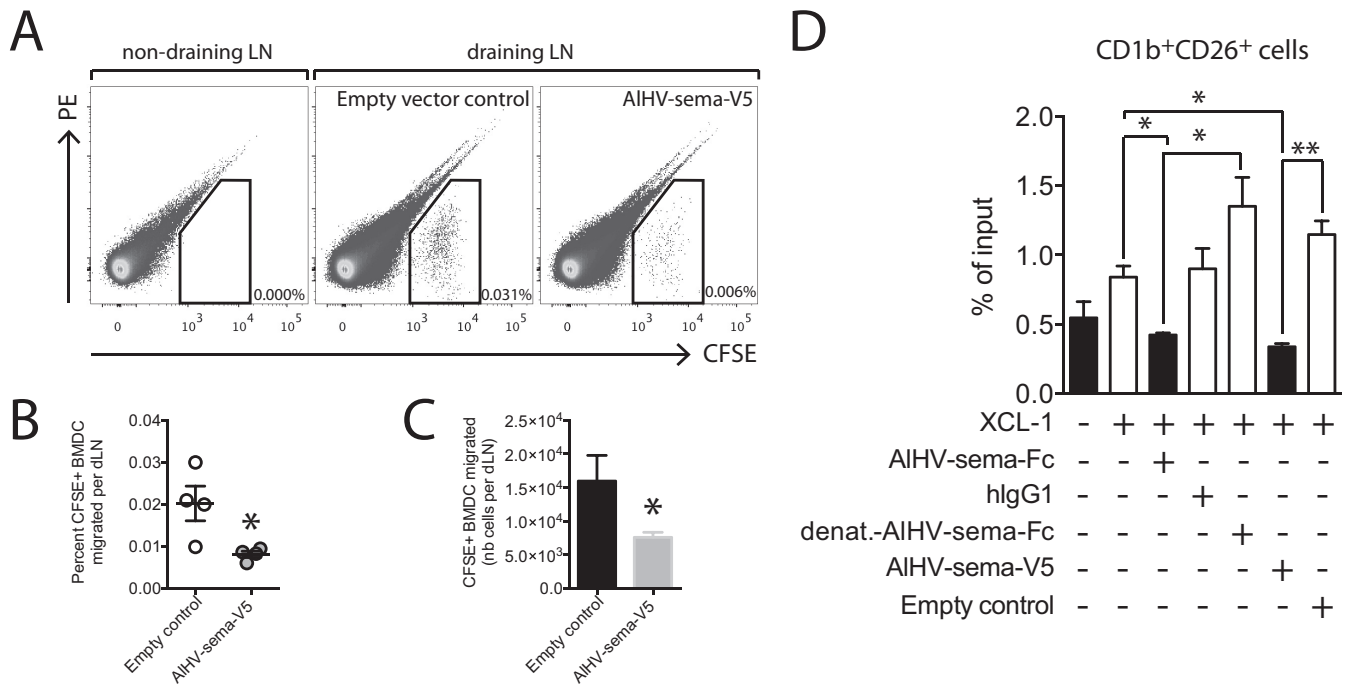 A
non-draining LN
draining LN
PE
Empty vector control
AlHV-sema-V5
0.000%
0.031%
0.006%
0 10³ 10⁴ 10⁵
0 10³ 10⁴ 10⁵
0 10³ 10⁴ 10⁵
CFSE
B
Percent CFSE+ BMDC
migrated per dLN
0.04
0.03
0.02
0.01
0.00
*
Empty control
AlHV-sema-V5
C
CFSE+ BMDC migrated
(nb cells per dLN)
2.5×10⁴
2.0×10⁴
1.5×10⁴
1.0×10⁴
5.0×10³
0.0
*
Empty control
AlHV-sema-V5
D
CD1b⁺CD26⁺ cells
*
*
*
**
% of input
2.0
1.5
1.0
0.5
0.0
XCL-1 - + + + + + +
AlHV-sema-Fc - - + - - - -
hIgG1 - - - + - - -
denat.-AlHV-sema-Fc - - - - + - -
AlHV-sema-V5 - - - - - + -
Empty control - - - - - - +